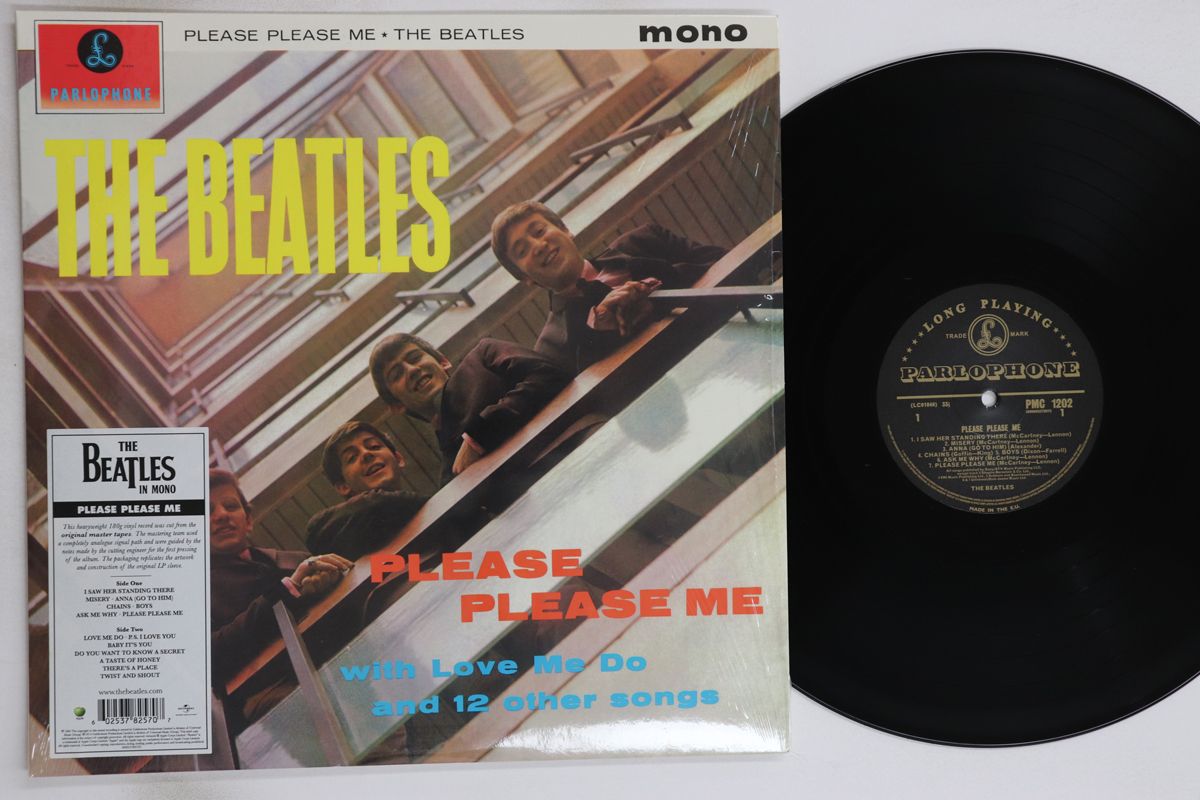 PLEASE PLEASE ME ★ THE BEATLES
mono
£
PARLOPHONE
THE BEATLES
PLEASE
PLEASE ME
with Love Me Do
and 12 other songs
THE
BEATLES
IN MONO
PLEASE PLEASE ME
This heavyweight 180g vinyl record was cut from the
original master tapes. The mastering team used
a completely analogue signal path and were guided by the
notes made by the cutting engineer for the first pressing
of the album. The packaging replicates the artwork
and construction of the original LP sleeve.
Side One
I SAW HER STANDING THERE
MISERY · ANNA (GO TO HIM)
CHAINS · BOYS
ASK ME WHY · PLEASE PLEASE ME
Side Two
LOVE ME DO · P.S. I LOVE YOU
BABY IT'S YOU
DO YOU WANT TO KNOW A SECRET
A TASTE OF HONEY
THERE'S A PLACE
TWIST AND SHOUT
www.thebeatles.com
6 02537 82570 7
LONG PLAYING
TRADE £ MARK
PARLOPHONE
33⅓
PMC 1202
1
1
PLEASE PLEASE ME
1. I SAW HER STANDING THERE (McCartney—Lennon)
2. MISERY (McCartney—Lennon)
3. ANNA (GO TO HIM) (Alexander)
4. CHAINS (Goffin—King) 5. BOYS (Dixon—Farrell)
6. ASK ME WHY (McCartney—Lennon)
7. PLEASE PLEASE ME (McCartney—Lennon)
THE BEATLES
MADE IN THE E.U.